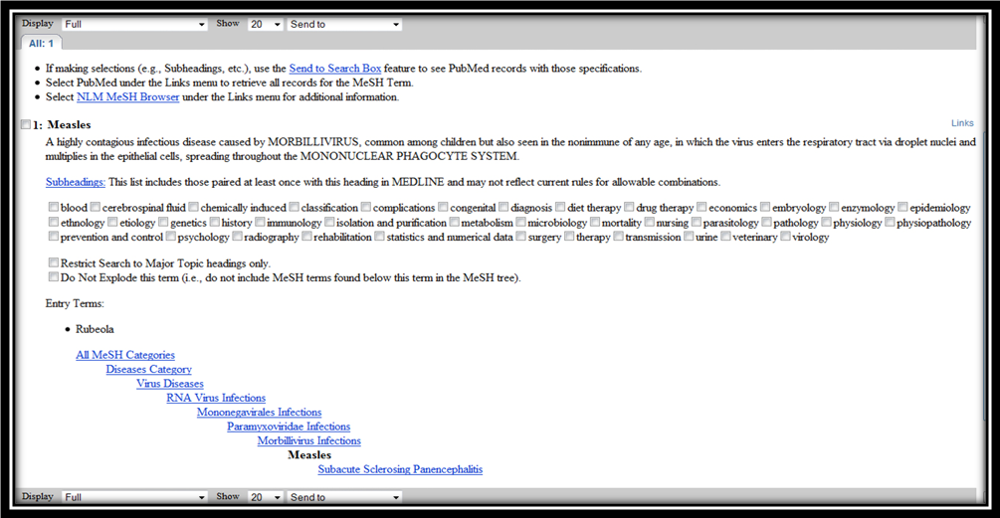 Display Full Show 20 Send to
All: 1
If making selections (e.g., Subheadings, etc.), use the Send to Search Box feature to see PubMed records with those specifications.
Select PubMed under the Links menu to retrieve all records for the MeSH Term.
Select NLM MeSH Browser under the Links menu for additional information.
1: Measles Links
A highly contagious infectious disease caused by MORBILLIVIRUS, common among children but also seen in the nonimmune of any age, in which the virus enters the respiratory tract via droplet nuclei and
multiplies in the epithelial cells, spreading throughout the MONONUCLEAR PHAGOCYTE SYSTEM.
Subheadings: This list includes those paired at least once with this heading in MEDLINE and may not reflect current rules for allowable combinations.
blood cerebrospinal fluid chemically induced classification complications congenital diagnosis diet therapy drug therapy economics embryology enzymology epidemiology
ethnology etiology genetics history immunology isolation and purification metabolism microbiology mortality nursing parasitology pathology physiology physiopathology
prevention and control psychology radiography rehabilitation statistics and numerical data surgery therapy transmission urine veterinary virology
Restrict Search to Major Topic headings only.
Do Not Explode this term (i.e., do not include MeSH terms found below this term in the MeSH tree).
Entry Terms:
Rubeola
All MeSH Categories
Diseases Category
Virus Diseases
RNA Virus Infections
Mononegavirales Infections
Paramyxoviridae Infections
Morbillivirus Infections
Measles
Subacute Sclerosing Panencephalitis
Display Full Show 20 Send to